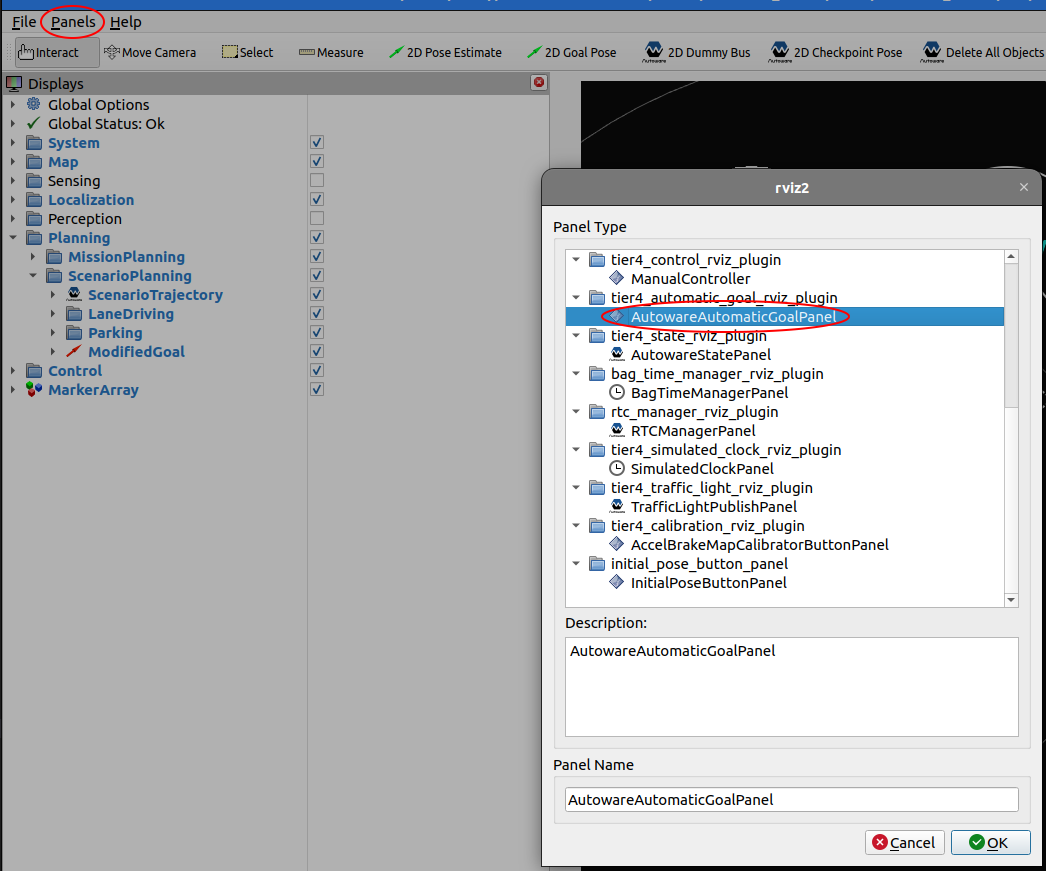 File Panels Help
Interact Move Camera Select Measure 2D Pose Estimate 2D Goal Pose 2D Dummy Bus 2D Checkpoint Pose Delete All Objects
Displays
Global Options
Global Status: Ok
System
Map
Sensing
Localization
Perception
Planning
MissionPlanning
ScenarioPlanning
ScenarioTrajectory
LaneDriving
Parking
ModifiedGoal
Control
MarkerArray
rviz2
Panel Type
tier4_control_rviz_plugin
ManualController
tier4_automatic_goal_rviz_plugin
AutowareAutomaticGoalPanel
tier4_state_rviz_plugin
AutowareStatePanel
bag_time_manager_rviz_plugin
BagTimeManagerPanel
rtc_manager_rviz_plugin
RTCManagerPanel
tier4_simulated_clock_rviz_plugin
SimulatedClockPanel
tier4_traffic_light_rviz_plugin
TrafficLightPublishPanel
tier4_calibration_rviz_plugin
AccelBrakeMapCalibratorButtonPanel
initial_pose_button_panel
InitialPoseButtonPanel
Description:
AutowareAutomaticGoalPanel
Panel Name
AutowareAutomaticGoalPanel
Cancel OK